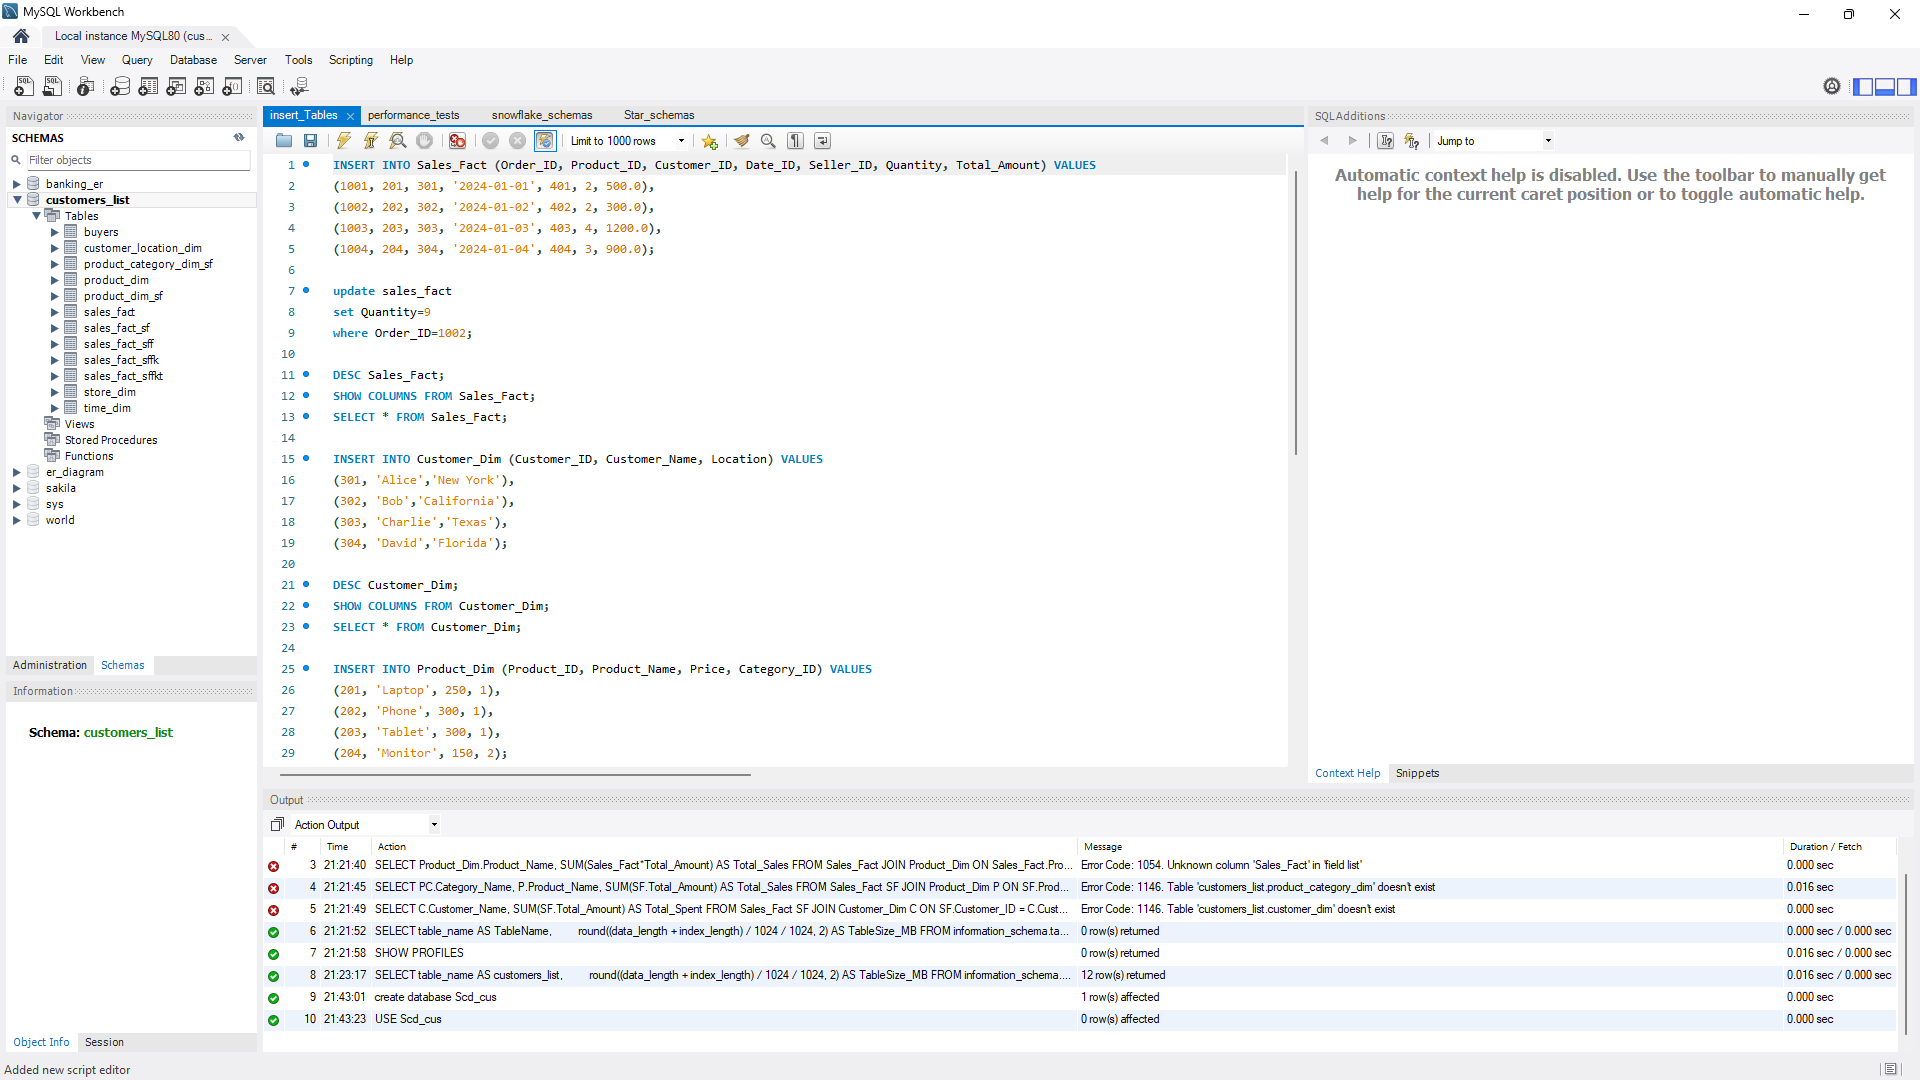 MySQL Workbench
Local instance MySQL80 (cus...
File Edit View Query Database Server Tools Scripting Help
Navigator
SCHEMAS
Filter objects
banking_er
customers_list
Tables
buyers
customer_location_dim
product_category_dim_sf
product_dim
product_dim_sf
sales_fact
sales_fact_sf
sales_fact_sff
sales_fact_sffk
sales_fact_sffkt
store_dim
time_dim
Views
Stored Procedures
Functions
er_diagram
sakila
sys
world
Administration Schemas
Information
Schema: customers_list
Object Info Session
insert_Tables performance_tests snowflake_schemas Star_schemas
Limit to 1000 rows
1 INSERT INTO Sales_Fact (Order_ID, Product_ID, Customer_ID, Date_ID, Seller_ID, Quantity, Total_Amount) VALUES
2 (1001, 201, 301, '2024-01-01', 401, 2, 500.0),
3 (1002, 202, 302, '2024-01-02', 402, 2, 300.0),
4 (1003, 203, 303, '2024-01-03', 403, 4, 1200.0),
5 (1004, 204, 304, '2024-01-04', 404, 3, 900.0);
6
7 update sales_fact
8 set Quantity=9
9 where Order_ID=1002;
10
11 DESC Sales_Fact;
12 SHOW COLUMNS FROM Sales_Fact;
13 SELECT * FROM Sales_Fact;
14
15 INSERT INTO Customer_Dim (Customer_ID, Customer_Name, Location) VALUES
16 (301, 'Alice','New York'),
17 (302, 'Bob','California'),
18 (303, 'Charlie','Texas'),
19 (304, 'David','Florida');
20
21 DESC Customer_Dim;
22 SHOW COLUMNS FROM Customer_Dim;
23 SELECT * FROM Customer_Dim;
24
25 INSERT INTO Product_Dim (Product_ID, Product_Name, Price, Category_ID) VALUES
26 (201, 'Laptop', 250, 1),
27 (202, 'Phone', 300, 1),
28 (203, 'Tablet', 300, 1),
29 (204, 'Monitor', 150, 2);
SQLAdditions
Jump to
Automatic context help is disabled. Use the toolbar to manually get
help for the current caret position or to toggle automatic help.
Context Help Snippets
Output
Action Output
# Time Action Message Duration / Fetch
3 21:21:40 SELECT Product_Dim.Product_Name, SUM(Sales_Fact*Total_Amount) AS Total_Sales FROM Sales_Fact JOIN Product_Dim ON Sales_Fact.Pro... Error Code: 1054. Unknown column 'Sales_Fact' in 'field list' 0.000 sec
4 21:21:45 SELECT PC.Category_Name, P.Product_Name, SUM(SF.Total_Amount) AS Total_Sales FROM Sales_Fact SF JOIN Product_Dim P ON SF.Prod... Error Code: 1146. Table 'customers_list.product_category_dim' doesn't exist 0.016 sec
5 21:21:49 SELECT C.Customer_Name, SUM(SF.Total_Amount) AS Total_Spent FROM Sales_Fact SF JOIN Customer_Dim C ON SF.Customer_ID = C.Cust... Error Code: 1146. Table 'customers_list.customer_dim' doesn't exist 0.000 sec
6 21:21:52 SELECT table_name AS TableName, round((data_length + index_length) / 1024 / 1024, 2) AS TableSize_MB FROM information_schema.ta... 0 row(s) returned 0.000 sec / 0.000 sec
7 21:21:58 SHOW PROFILES 0 row(s) returned 0.016 sec / 0.000 sec
8 21:23:17 SELECT table_name AS customers_list, round((data_length + index_length) / 1024 / 1024, 2) AS TableSize_MB FROM information_schema.... 12 row(s) returned 0.016 sec / 0.000 sec
9 21:43:01 create database Scd_cus 1 row(s) affected 0.000 sec
10 21:43:23 USE Scd_cus 0 row(s) affected 0.000 sec
Added new script editor